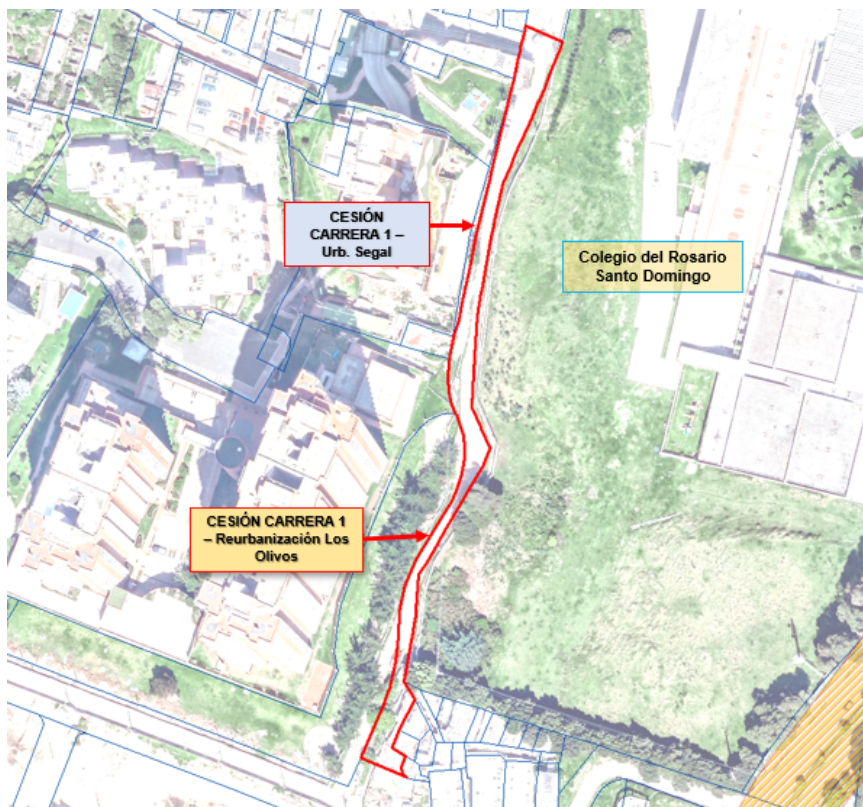 CESIÓN
CARRERA 1 –
Urb. Segal
Colegio del Rosario
Santo Domingo
CESIÓN CARRERA 1
– Reurbanización Los
Olivos